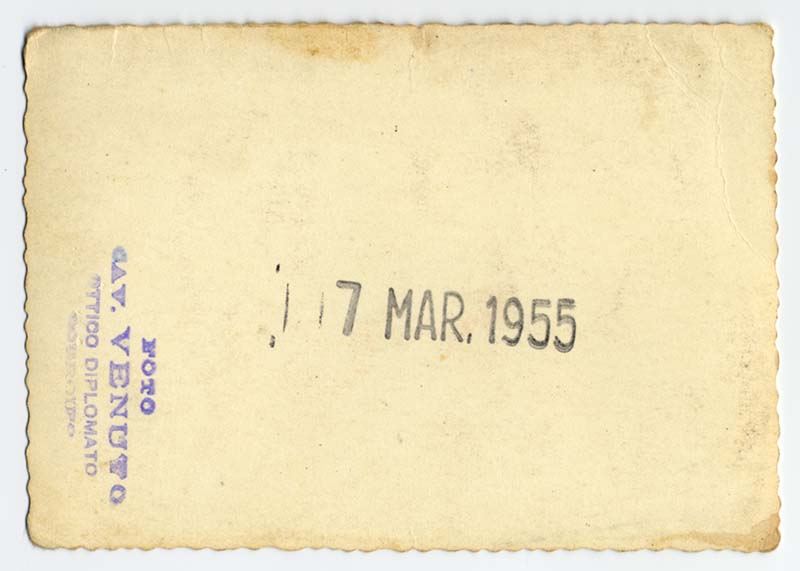 7 MAR. 1955
FOTO
CAV. VENUTO
OTTICO DIPLOMATO